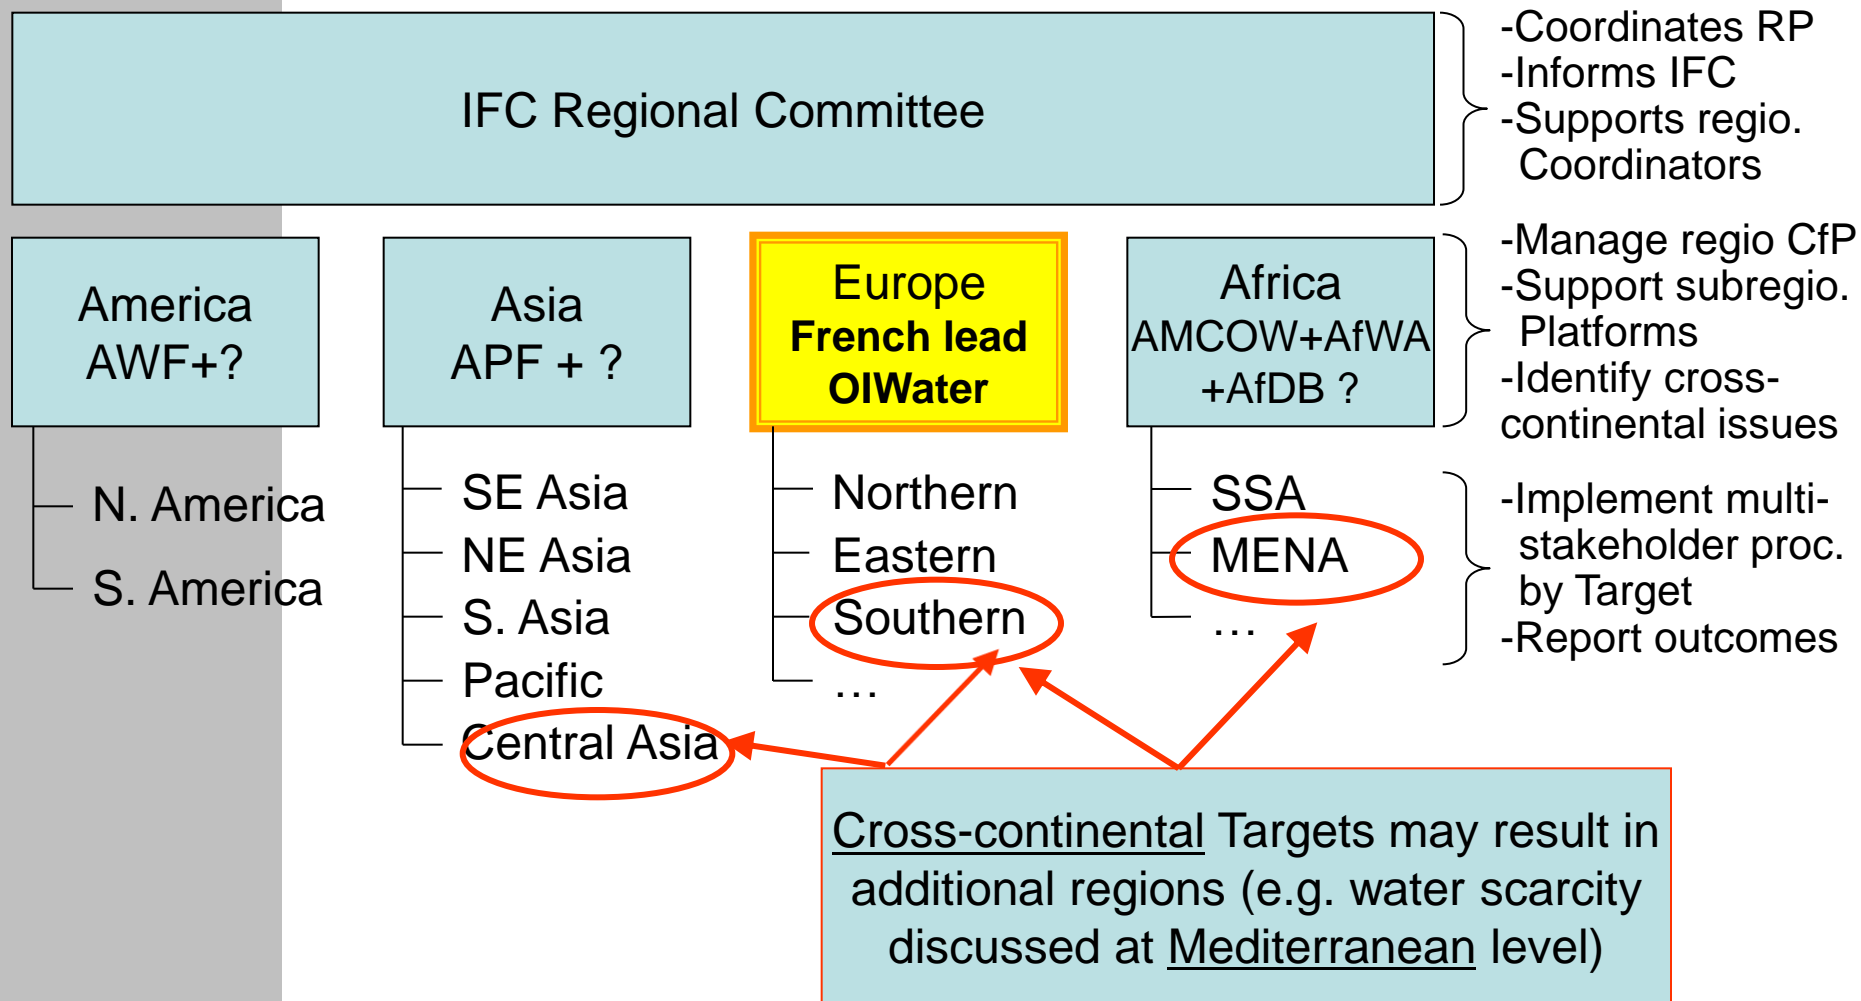 IFC Regional Committee
-Coordinates RP
-Informs IFC
-Supports regio.
Coordinators
America
AWF+?
Asia
APF + ?
Europe
French lead
OIWater
Africa
AMCOW+AfWA
+AfDB ?
-Manage regio CfP
-Support subregio.
Platforms
-Identify cross-
continental issues
N. America
S. America
SE Asia
NE Asia
S. Asia
Pacific
Central Asia
Northern
Eastern
Southern
...
SSA
MENA
...
-Implement multi-
stakeholder proc.
by Target
-Report outcomes
Cross-continental Targets may result in
additional regions (e.g. water scarcity
discussed at Mediterranean level)